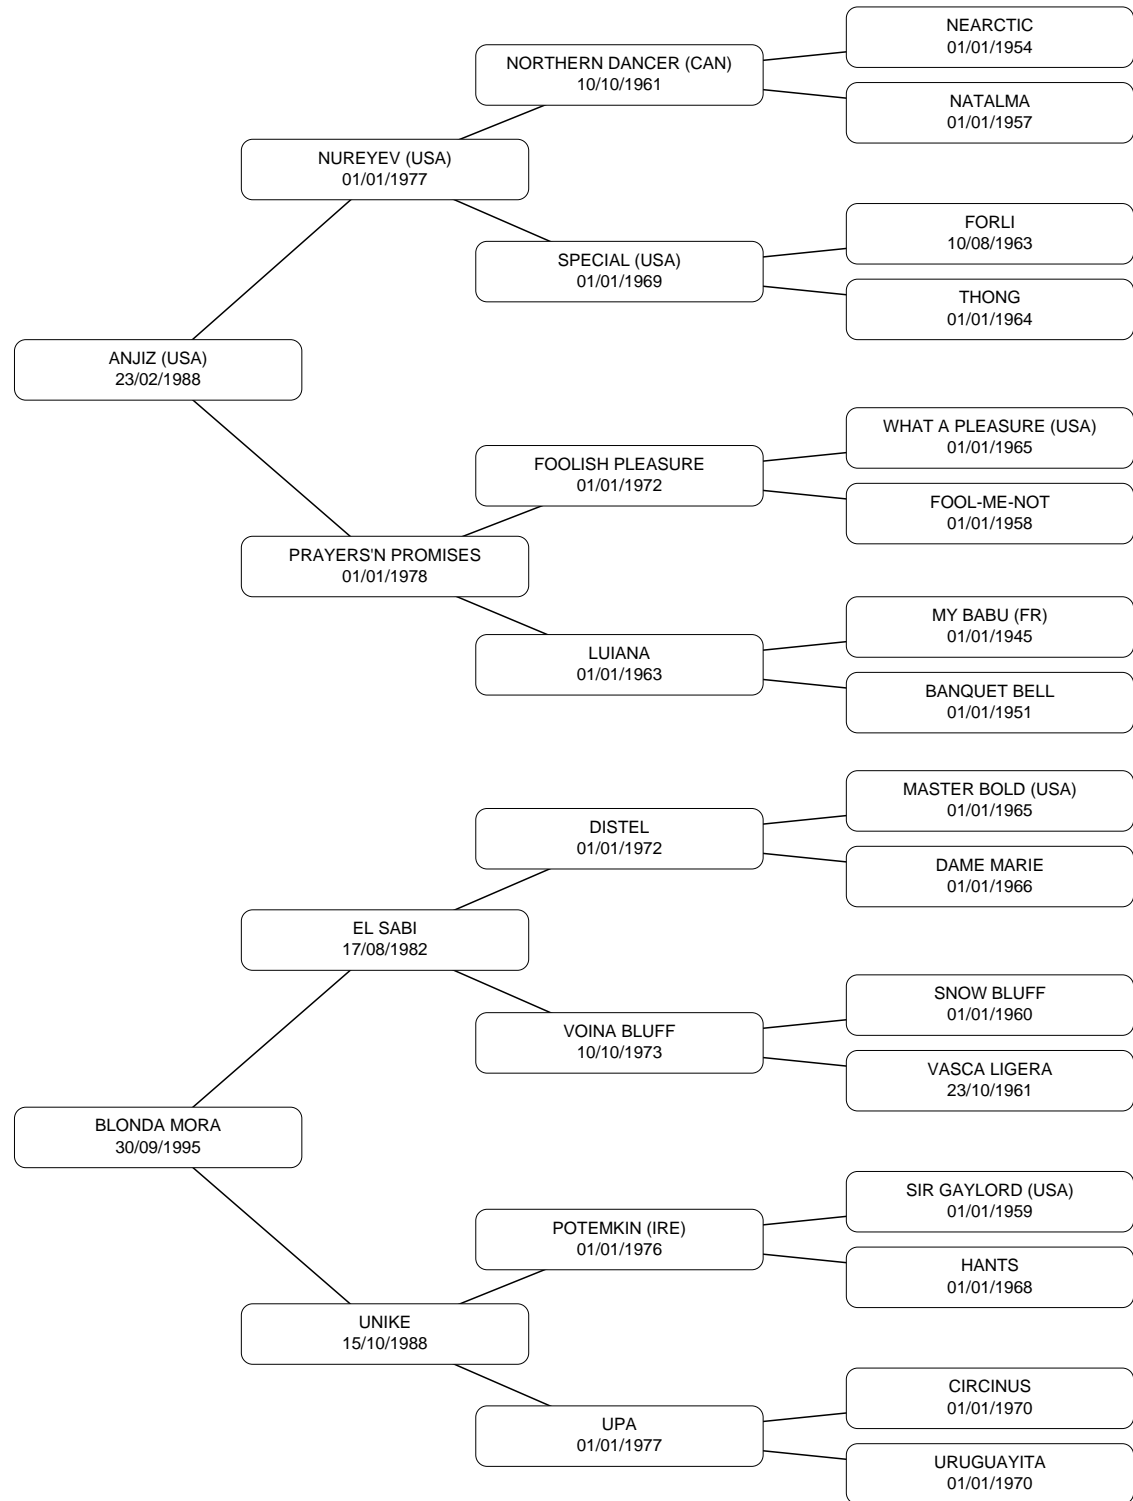 NEARCTIC
01/01/1954
NORTHERN DANCER (CAN)
10/10/1961
NATALMA
01/01/1957
NUREYEV (USA)
01/01/1977
FORLI
10/08/1963
SPECIAL (USA)
01/01/1969
THONG
01/01/1964
ANJIZ (USA)
23/02/1988
WHAT A PLEASURE (USA)
01/01/1965
FOOLISH PLEASURE
01/01/1972
FOOL-ME-NOT
01/01/1958
PRAYERS'N PROMISES
01/01/1978
MY BABU (FR)
01/01/1945
LUIANA
01/01/1963
BANQUET BELL
01/01/1951
MASTER BOLD (USA)
01/01/1965
DISTEL
01/01/1972
DAME MARIE
01/01/1966
EL SABI
17/08/1982
SNOW BLUFF
01/01/1960
VOINA BLUFF
10/10/1973
VASCA LIGERA
23/10/1961
BLONDA MORA
30/09/1995
SIR GAYLORD (USA)
01/01/1959
POTEMKIN (IRE)
01/01/1976
HANTS
01/01/1968
UNIKE
15/10/1988
CIRCINUS
01/01/1970
UPA
01/01/1977
URUGUAYITA
01/01/1970